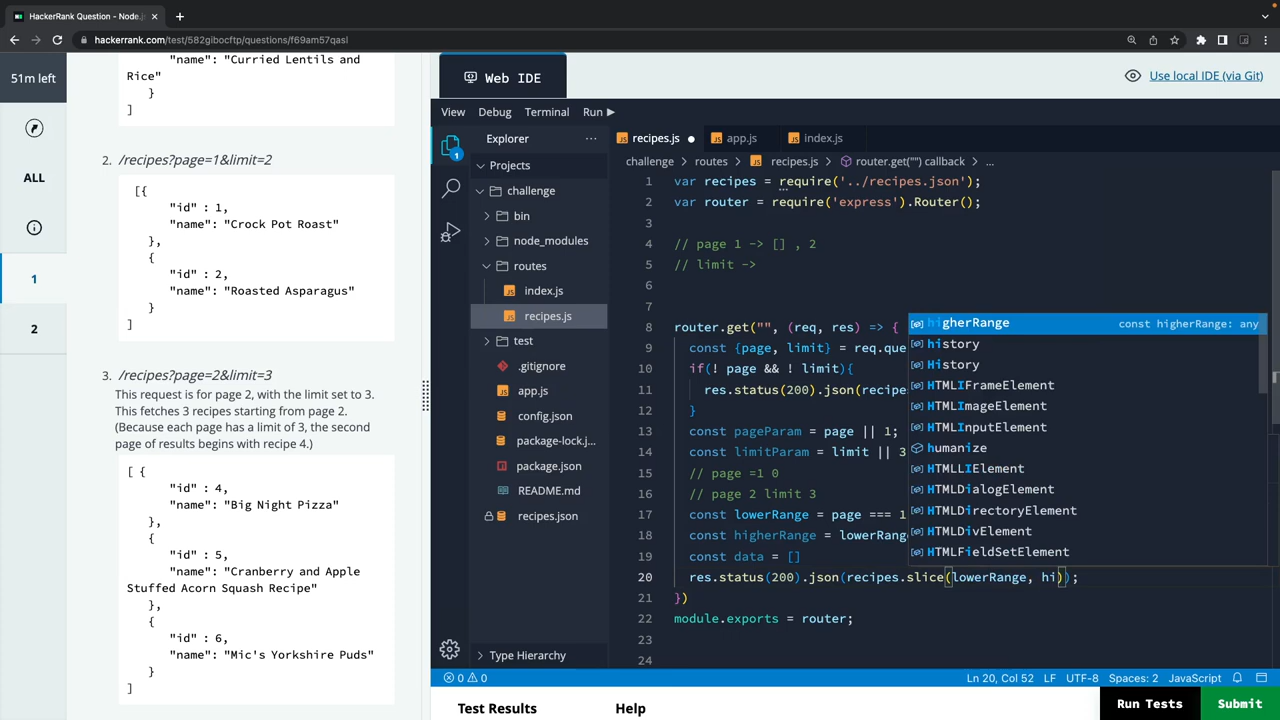 HackerRank Question - Node.j
hackerrank.com/test/582gibocftp/questions/f69am57qasl
51m left
ALL
1
2
"name": "Curried Lentils and
Rice"
}
]
2. /recipes?page=1&limit=2
[{
"id" : 1,
"name": "Crock Pot Roast"
},
{
"id" : 2,
"name": "Roasted Asparagus"
}
]
3. /recipes?page=2&limit=3
This request is for page 2, with the limit set to 3.
This fetches 3 recipes starting from page 2.
(Because each page has a limit of 3, the second
page of results begins with recipe 4.)
[ {
"id" : 4,
"name": "Big Night Pizza"
},
{
"id" : 5,
"name": "Cranberry and Apple
Stuffed Acorn Squash Recipe"
},
{
"id" : 6,
"name": "Mic's Yorkshire Puds"
}
]
Web IDE
Use local IDE (via Git)
View Debug Terminal Run
1
Explorer
Projects
challenge
bin
node_modules
routes
index.js
recipes.js
test
.gitignore
app.js
config.json
package-lock.j...
package.json
README.md
recipes.json
Type Hierarchy
recipes.js app.js index.js
challenge routes recipes.js router.get("") callback ...
1 var recipes = require('../recipes.json');
2 var router = require('express').Router();
3
4 // page 1 -> [] , 2
5 // limit ->
6
7
8 router.get("", (req, res) => {
9 const {page, limit} = req.que
10 if(! page && ! limit){
11 res.status(200).json(recipe
12 }
13 const pageParam = page || 1;
14 const limitParam = limit || 3
15 // page =1 0
16 // page 2 limit 3
17 const lowerRange = page === 1
18 const higherRange = lowerRang
19 const data = []
20 res.status(200).json(recipes.slice(lowerRange, hi));
21 })
22 module.exports = router;
23
24
higherRange const higherRange: any
history
History
HTMLIFrameElement
HTMLImageElement
HTMLInputElement
humanize
HTMLLIElement
HTMLDialogElement
HTMLDirectoryElement
HTMLDivElement
HTMLFieldSetElement
0 0 Ln 20, Col 52 LF UTF-8 Spaces: 2 JavaScript
Test Results Help Run Tests Submit